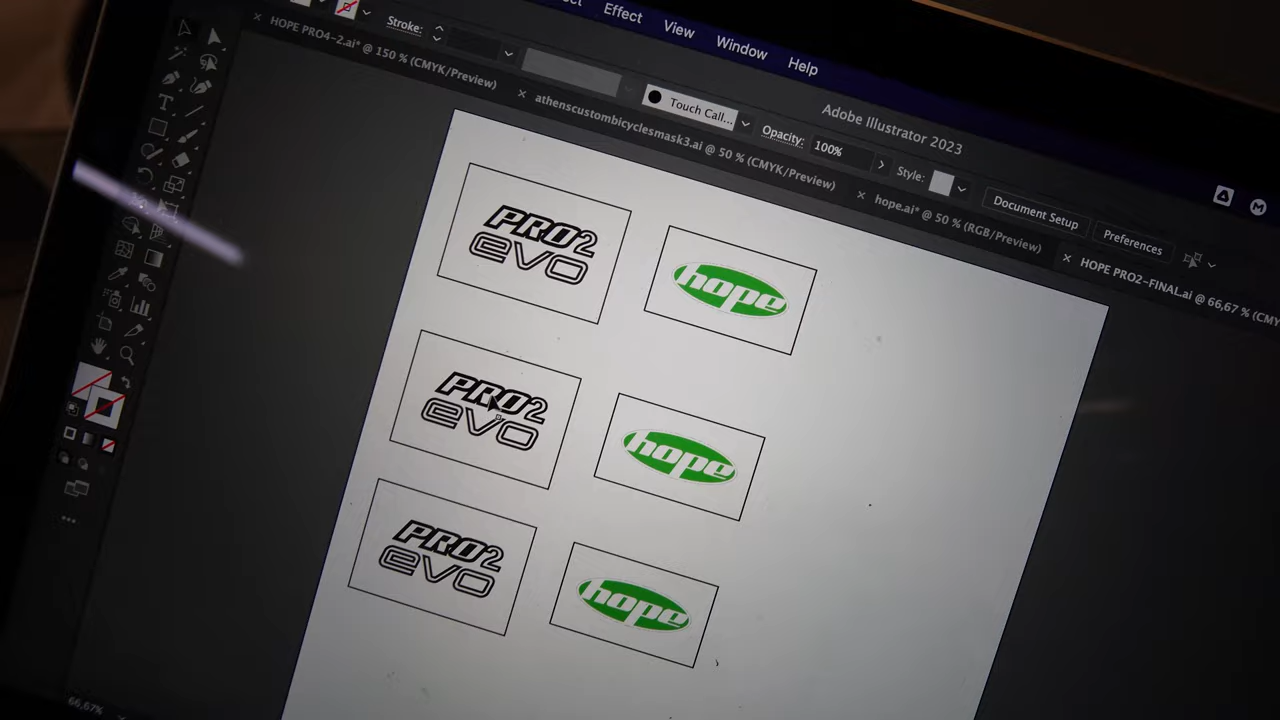 Effect View Window Help
Stroke:
Touch Call...
Opacity: 100%
Style:
Adobe Illustrator 2023
Document Setup
Preferences
HOPE PRO4-2.ai* @ 150 % (CMYK/Preview)
athenscustombicyclesmask3.ai @ 50 % (CMYK/Preview)
hope.ai* @ 50 % (RGB/Preview)
HOPE PRO2-FINAL.ai @ 66,67 % (CMY
PRO2
evo
hope
PRO2
evo
hope
PRO2
evo
hope
66,67%